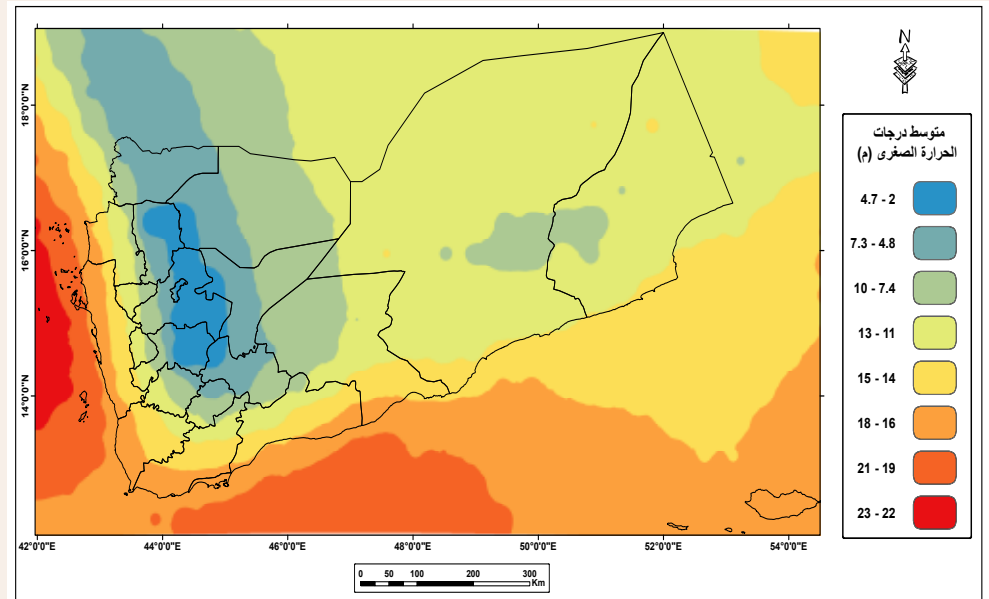 N
متوسط درجات
الحرارة الصغرى (م)
4.7 - 2
7.3 - 4.8
10 - 7.4
13 - 11
15 - 14
18 - 16
21 - 19
23 - 22
18°0'0"N
16°0'0"N
14°0'0"N
42°0'0"E
44°0'0"E
46°0'0"E
48°0'0"E
50°0'0"E
52°0'0"E
54°0'0"E
0 50 100 200 300
Km